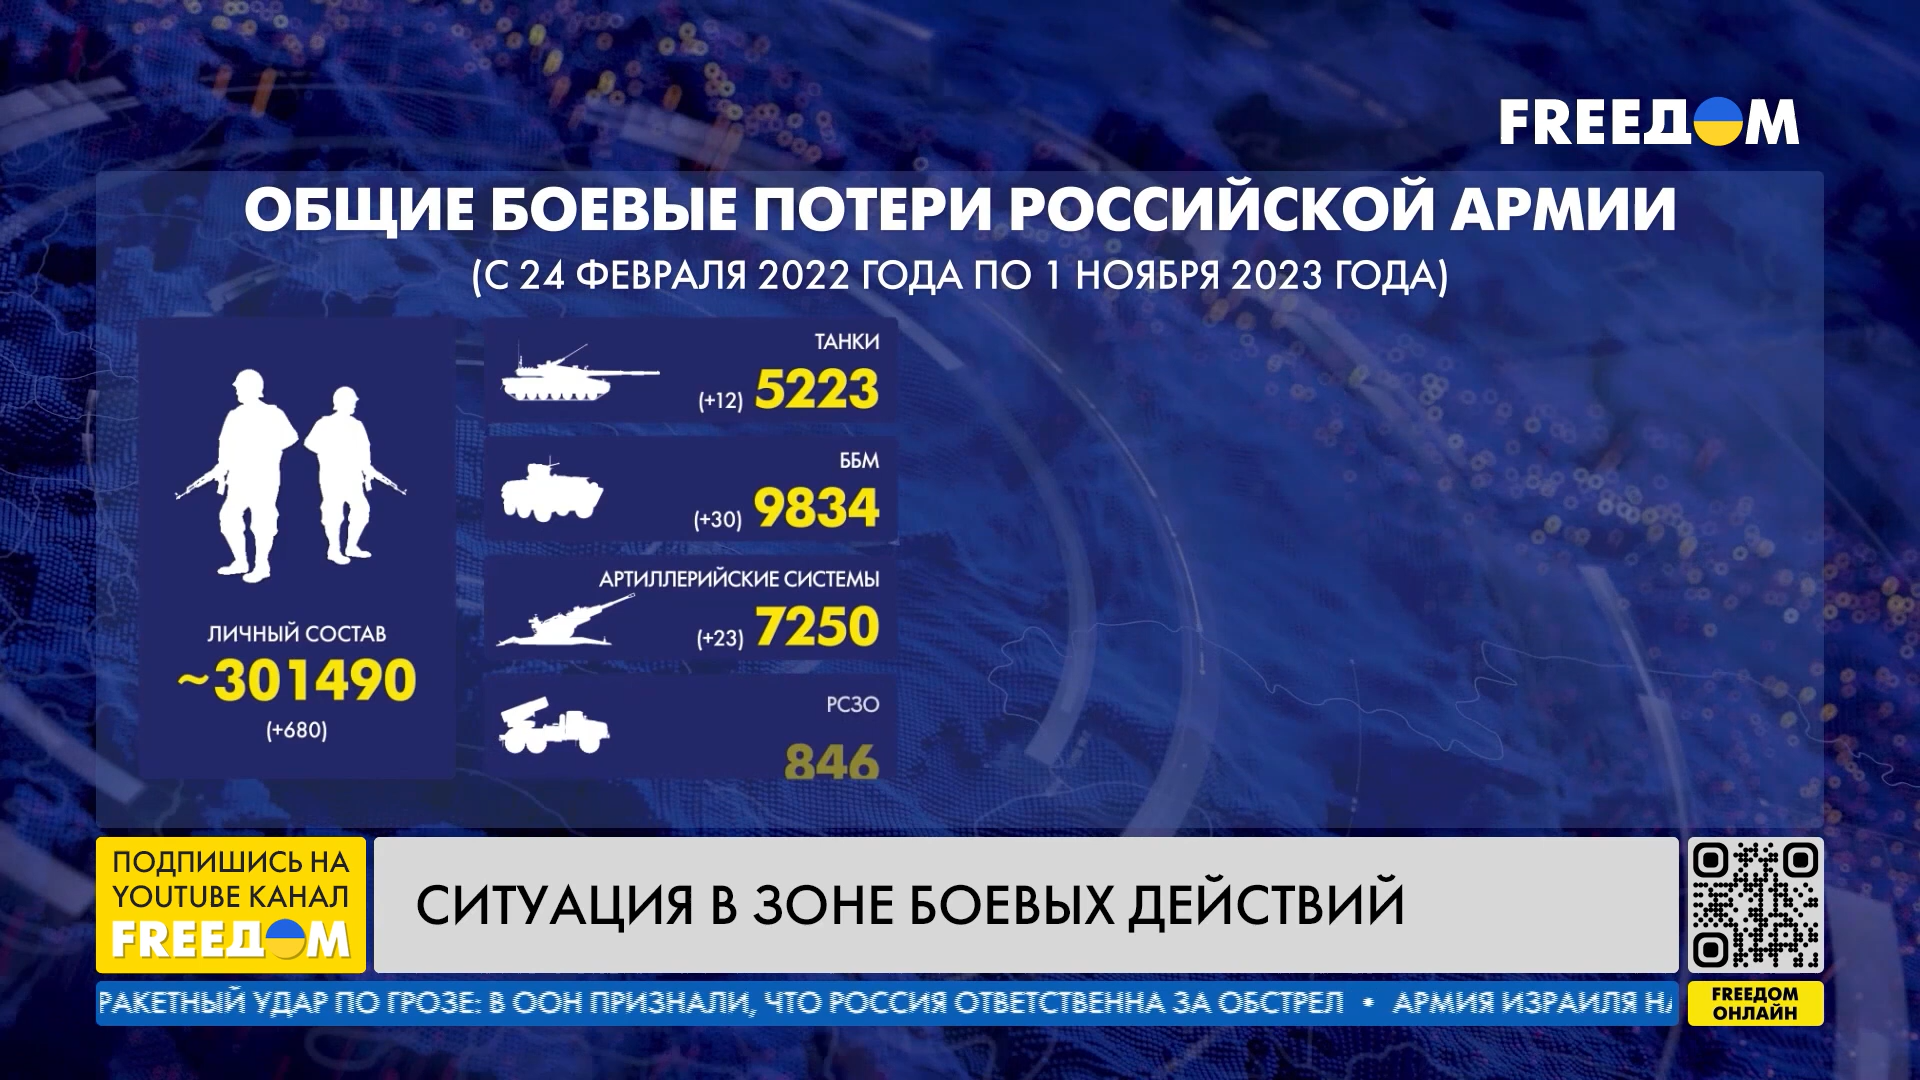 FREEДOM
ОБЩИЕ БОЕВЫЕ ПОТЕРИ РОССИЙСКОЙ АРМИИ
(С 24 ФЕВРАЛЯ 2022 ГОДА ПО 1 НОЯБРЯ 2023 ГОДА)
ЛИЧНЫЙ СОСТАВ
~301490
(+680)
ТАНКИ
(+12) 5223
ББМ
(+30) 9834
АРТИЛЛЕРИЙСКИЕ СИСТЕМЫ
(+23) 7250
РСЗО
846
ПОДПИШИСЬ НА
YOUTUBE КАНАЛ
FREEДOM
СИТУАЦИЯ В ЗОНЕ БОЕВЫХ ДЕЙСТВИЙ
РАКЕТНЫЙ УДАР ПО ГРОЗЕ: В ООН ПРИЗНАЛИ, ЧТО РОССИЯ ОТВЕТСТВЕННА ЗА ОБСТРЕЛ • АРМИЯ ИЗРАИЛЯ НА
FREEДOM
ОНЛАЙН